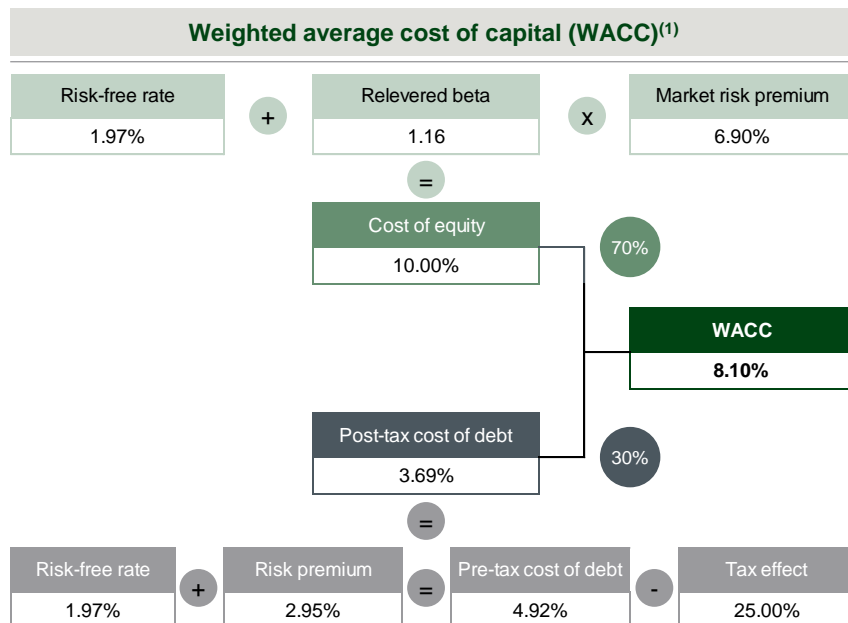 Weighted average cost of capital (WACC)(1)
Risk-free rate + Relevered beta x Market risk premium
1.97% 1.16 6.90%
=
Cost of equity
10.00%
70%
WACC
8.10%
Post-tax cost of debt
3.69%
30%
=
Risk-free rate + Risk premium = Pre-tax cost of debt - Tax effect
1.97% 2.95% 4.92% 25.00%